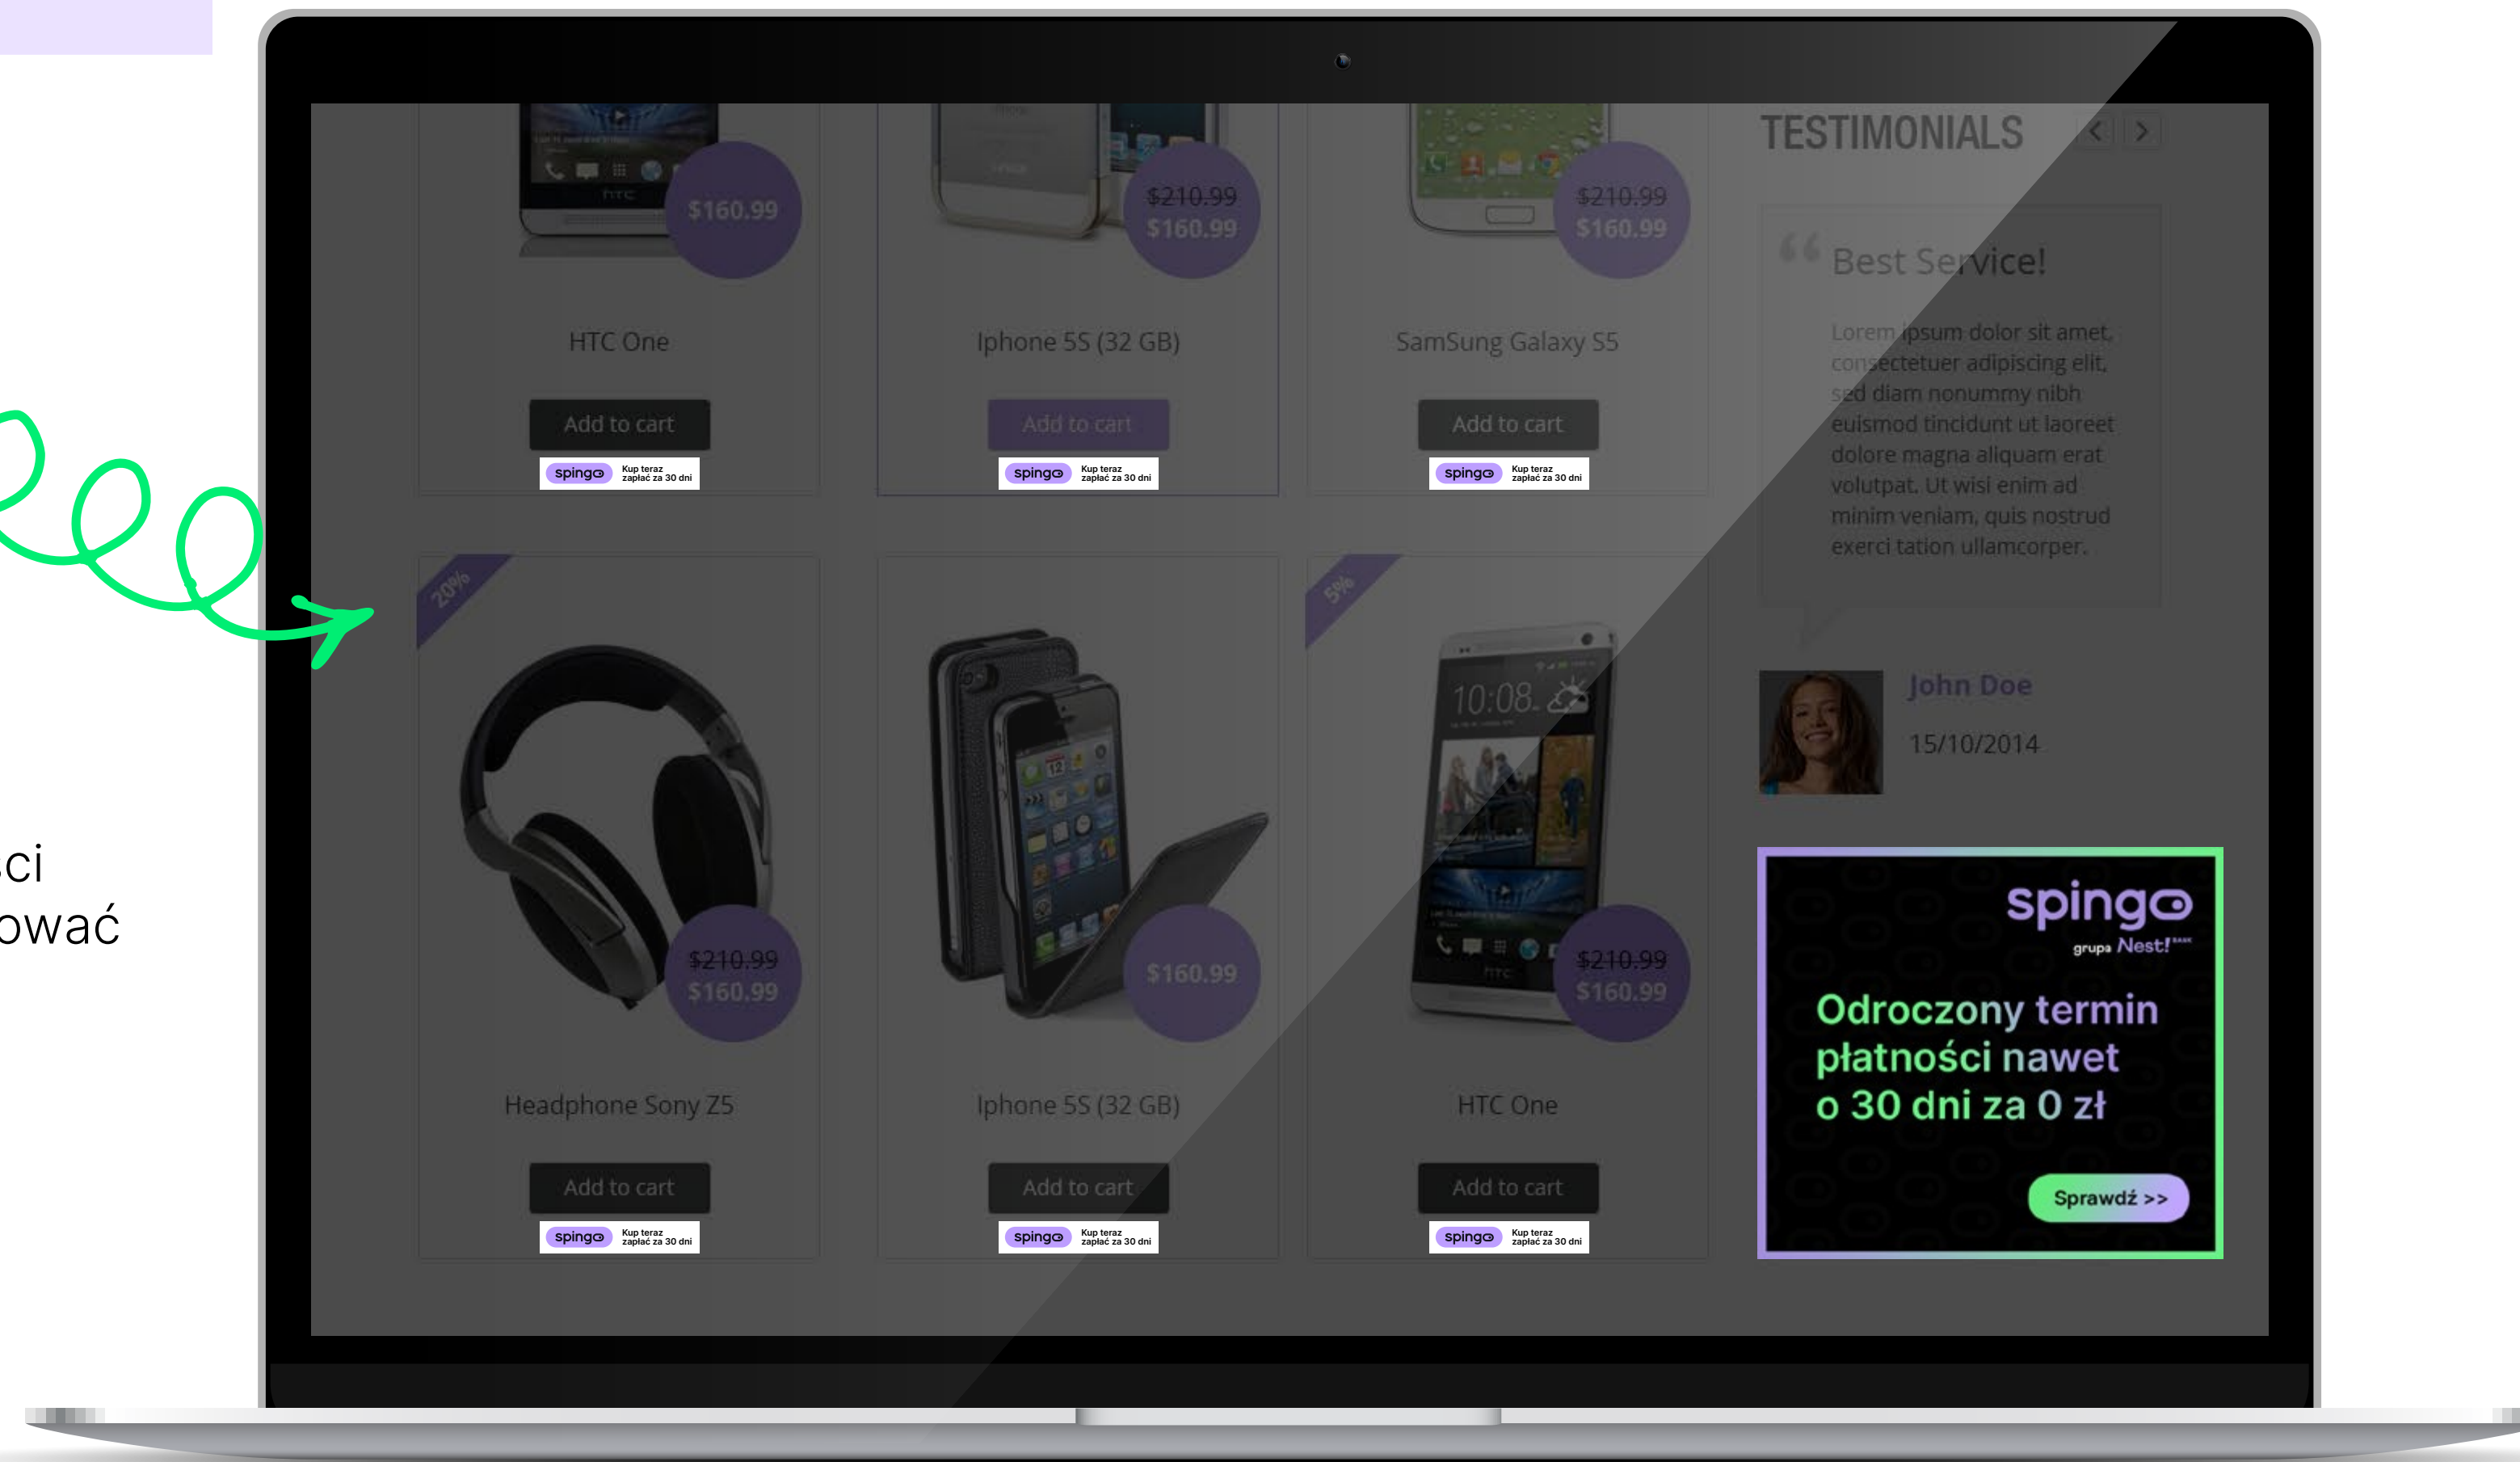 ści
ować
$160.99
$210.99
$160.99
$210.99
$160.99
HTC One
Iphone 5S (32 GB)
SamSung Galaxy S5
Add to cart
Add to cart
Add to cart
spingo Kup teraz
zapłać za 30 dni
spingo Kup teraz
zapłać za 30 dni
spingo Kup teraz
zapłać za 30 dni
20%
5%
10:08
hTC
hTC
$210.99
$160.99
$160.99
$210.99
$160.99
Headphone Sony Z5
Iphone 5S (32 GB)
HTC One
Add to cart
Add to cart
Add to cart
spingo Kup teraz
zapłać za 30 dni
spingo Kup teraz
zapłać za 30 dni
spingo Kup teraz
zapłać za 30 dni
TESTIMONIALS
“ Best Service!
Lorem ipsum dolor sit amet,
consectetuer adipiscing elit,
sed diam nonummy nibh
euismod tincidunt ut laoreet
dolore magna aliquam erat
volutpat. Ut wisi enim ad
minim veniam, quis nostrud
exerci tation ullamcorper.
John Doe
15/10/2014
spingo
grupa Nest! BANK
Odroczony termin
płatności nawet
o 30 dni za 0 zł
Sprawdź >>